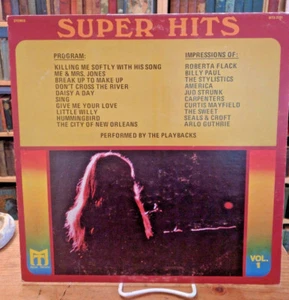 SUPER HITS
PROGRAM:
KILLING ME SOFTLY WITH HIS SONG
ME & MRS. JONES
BREAK UP TO MAKE UP
DON'T CROSS THE RIVER
DAISY A DAY
SING
GIVE ME YOUR LOVE
LITTLE WILLY
HUMMINGBIRD
THE CITY OF NEW ORLEANS
IMPRESSIONS OF:
ROBERTA FLACK
BILLY PAUL
THE STYLISTICS
AMERICA
JUD STRUNK
CARPENTERS
CURTIS MAYFIELD
THE SWEET
SEALS & CROFT
ARLO GUTHRIE
PERFORMED BY THE PLAYBACKS
VOL.
1